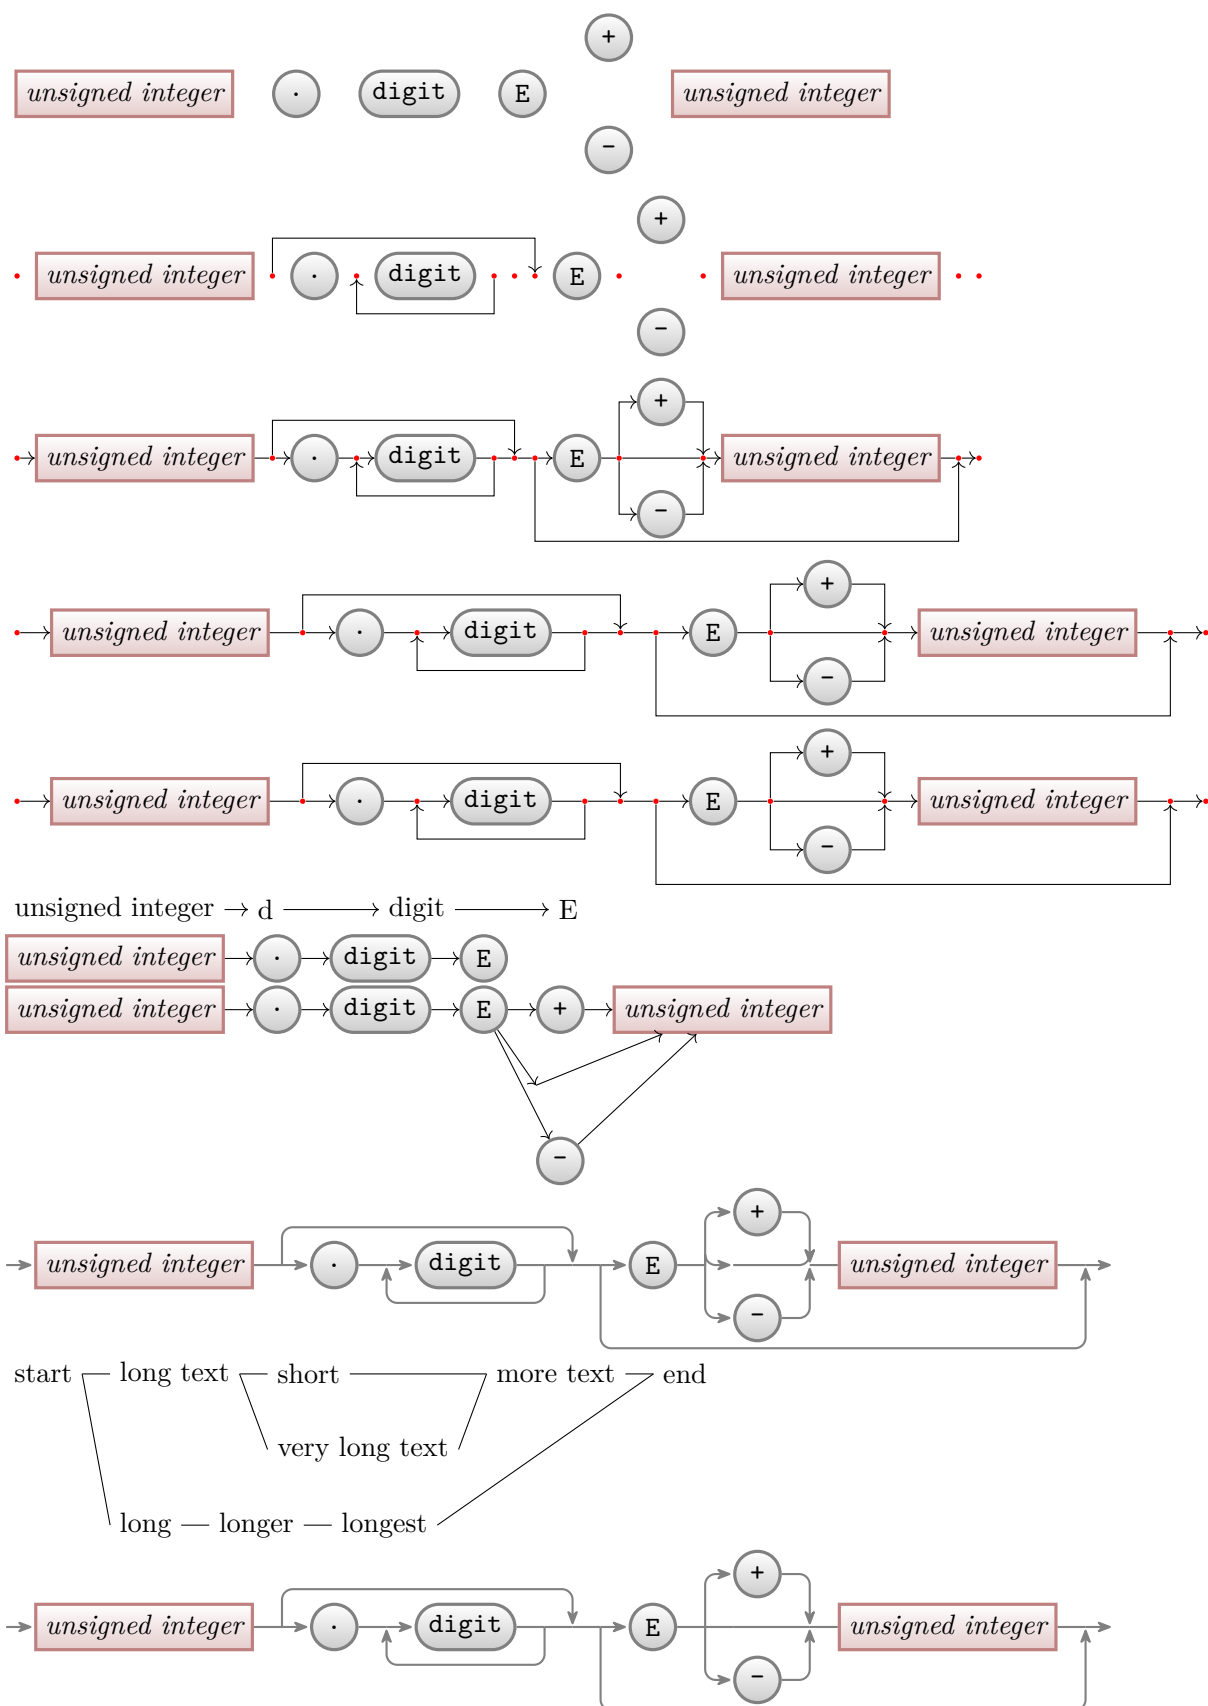 +
unsigned integer . digit E unsigned integer
-
+
unsigned integer . digit E unsigned integer
-
+
unsigned integer . digit E unsigned integer
-
+
unsigned integer . digit E unsigned integer
-
+
unsigned integer . digit E unsigned integer
-
unsigned integer d digit E
unsigned integer . digit E
unsigned integer . digit E + unsigned integer
-
+
unsigned integer . digit E unsigned integer
-
start long text short more text end
very long text
long longer longest
+
unsigned integer . digit E unsigned integer
-